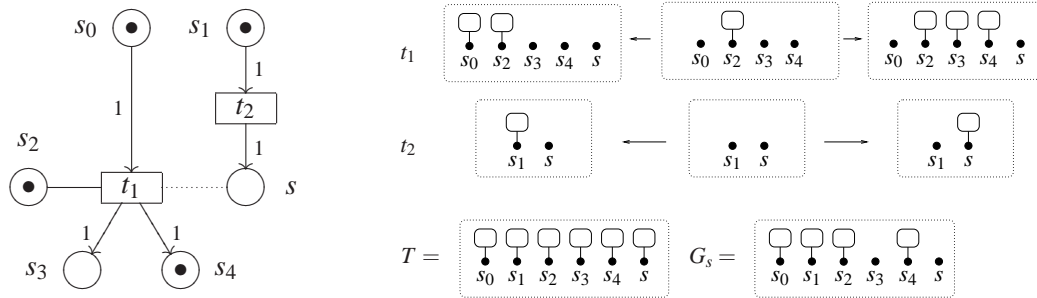 s₀ s₁
1 1
t₂
s₂ 1
t₁ s
1 1
s₃ s₄
t₁ s₀ s₂ s₃ s₄ s s₀ s₂ s₃ s₄ s₀ s₂ s₃ s₄ s
t₂ s₁ s s₁ s s₁ s
T = s₀ s₁ s₂ s₃ s₄ s Gₛ = s₀ s₁ s₂ s₃ s₄ s